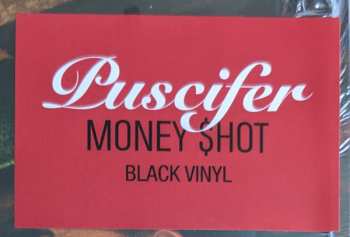 Puscifer
MONEY $HOT
BLACK VINYL